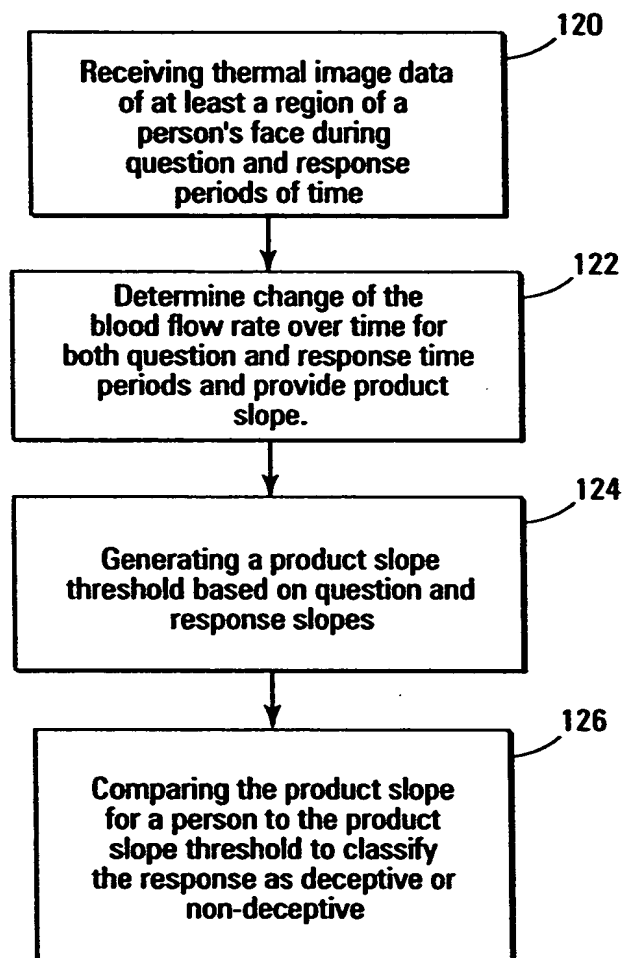 120
Receiving thermal image data
of at least a region of a
person's face during
question and response
periods of time
122
Determine change of the
blood flow rate over time for
both question and response time
periods and provide product
slope.
124
Generating a product slope
threshold based on question and
response slopes
126
Comparing the product slope
for a person to the product
slope threshold to classify
the response as deceptive or
non-deceptive